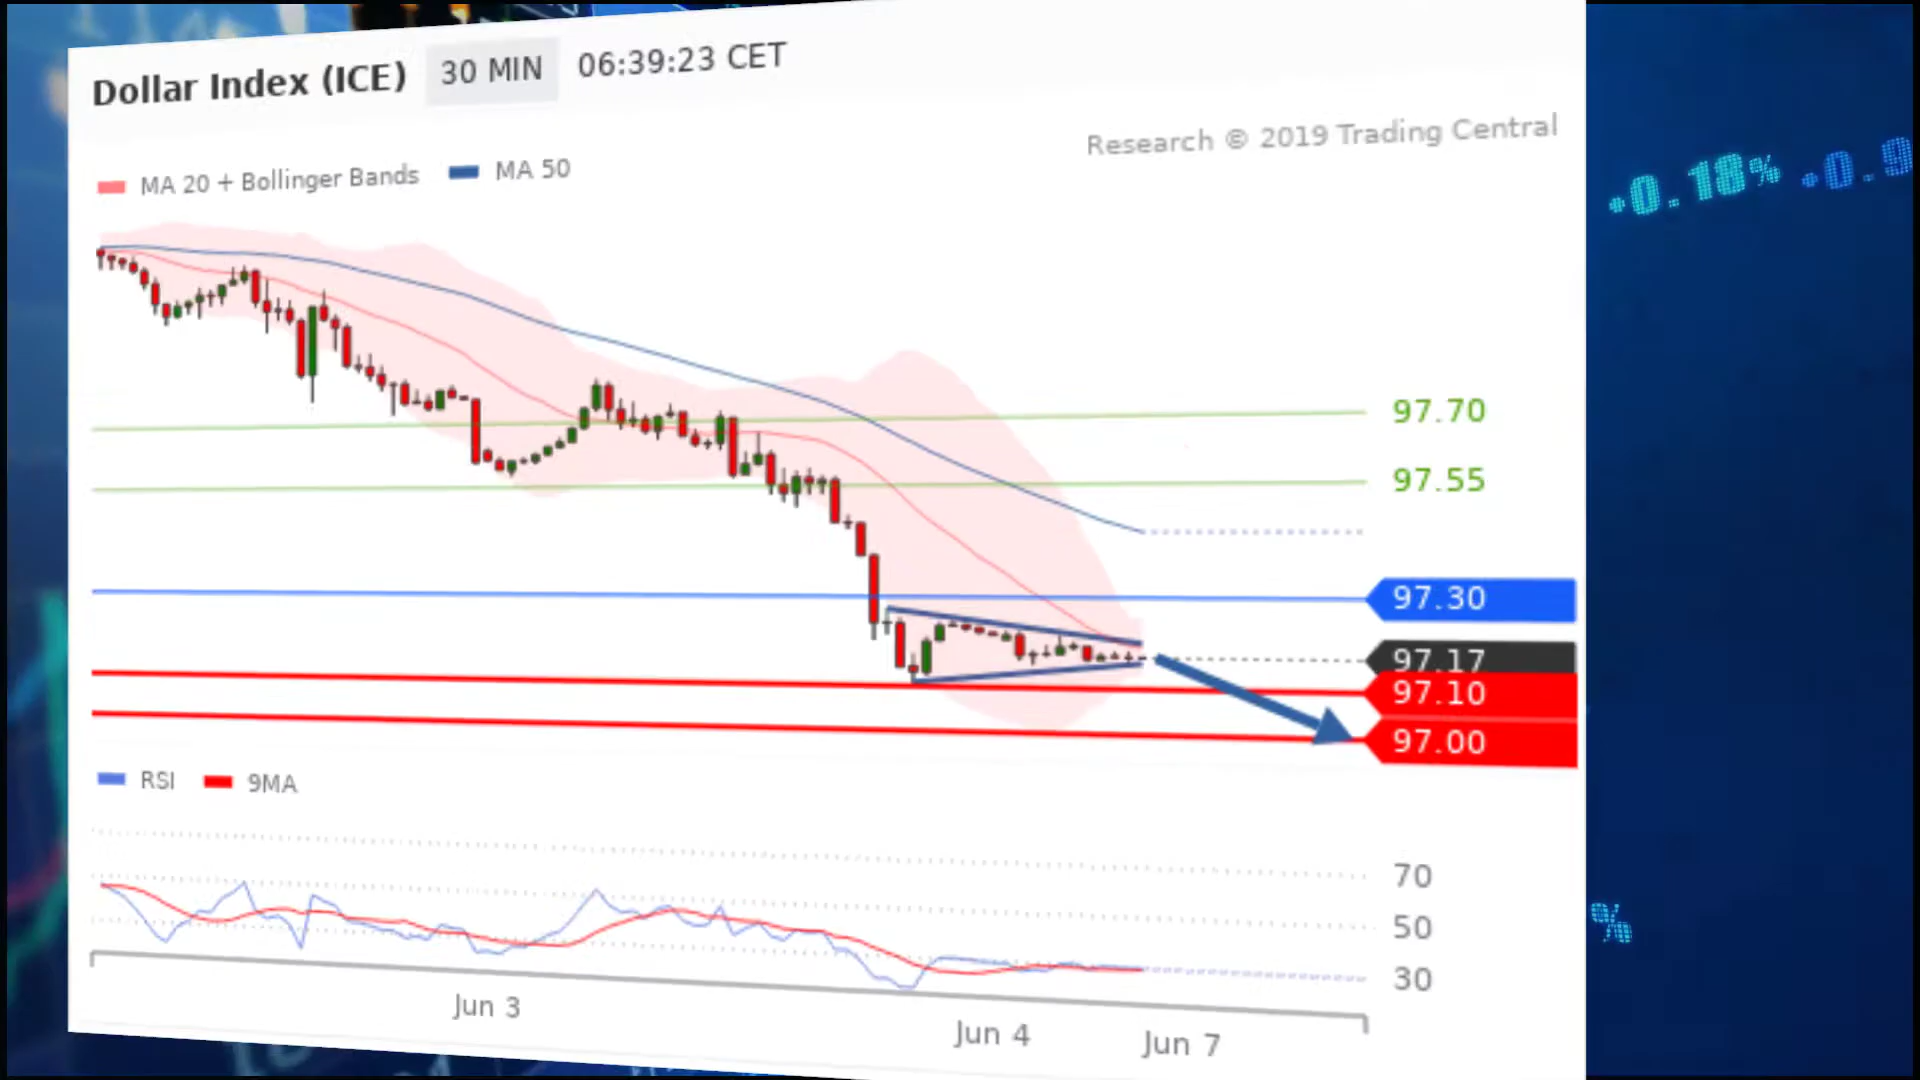 Dollar Index (ICE) 30 MIN 06:39:23 CET
Research © 2019 Trading Central
MA 20 + Bollinger Bands MA 50
97.70
97.55
97.30
97.17
97.10
97.00
RSI 9MA
70
50
30
Jun 3
Jun 4
Jun 7
+0.18%
%